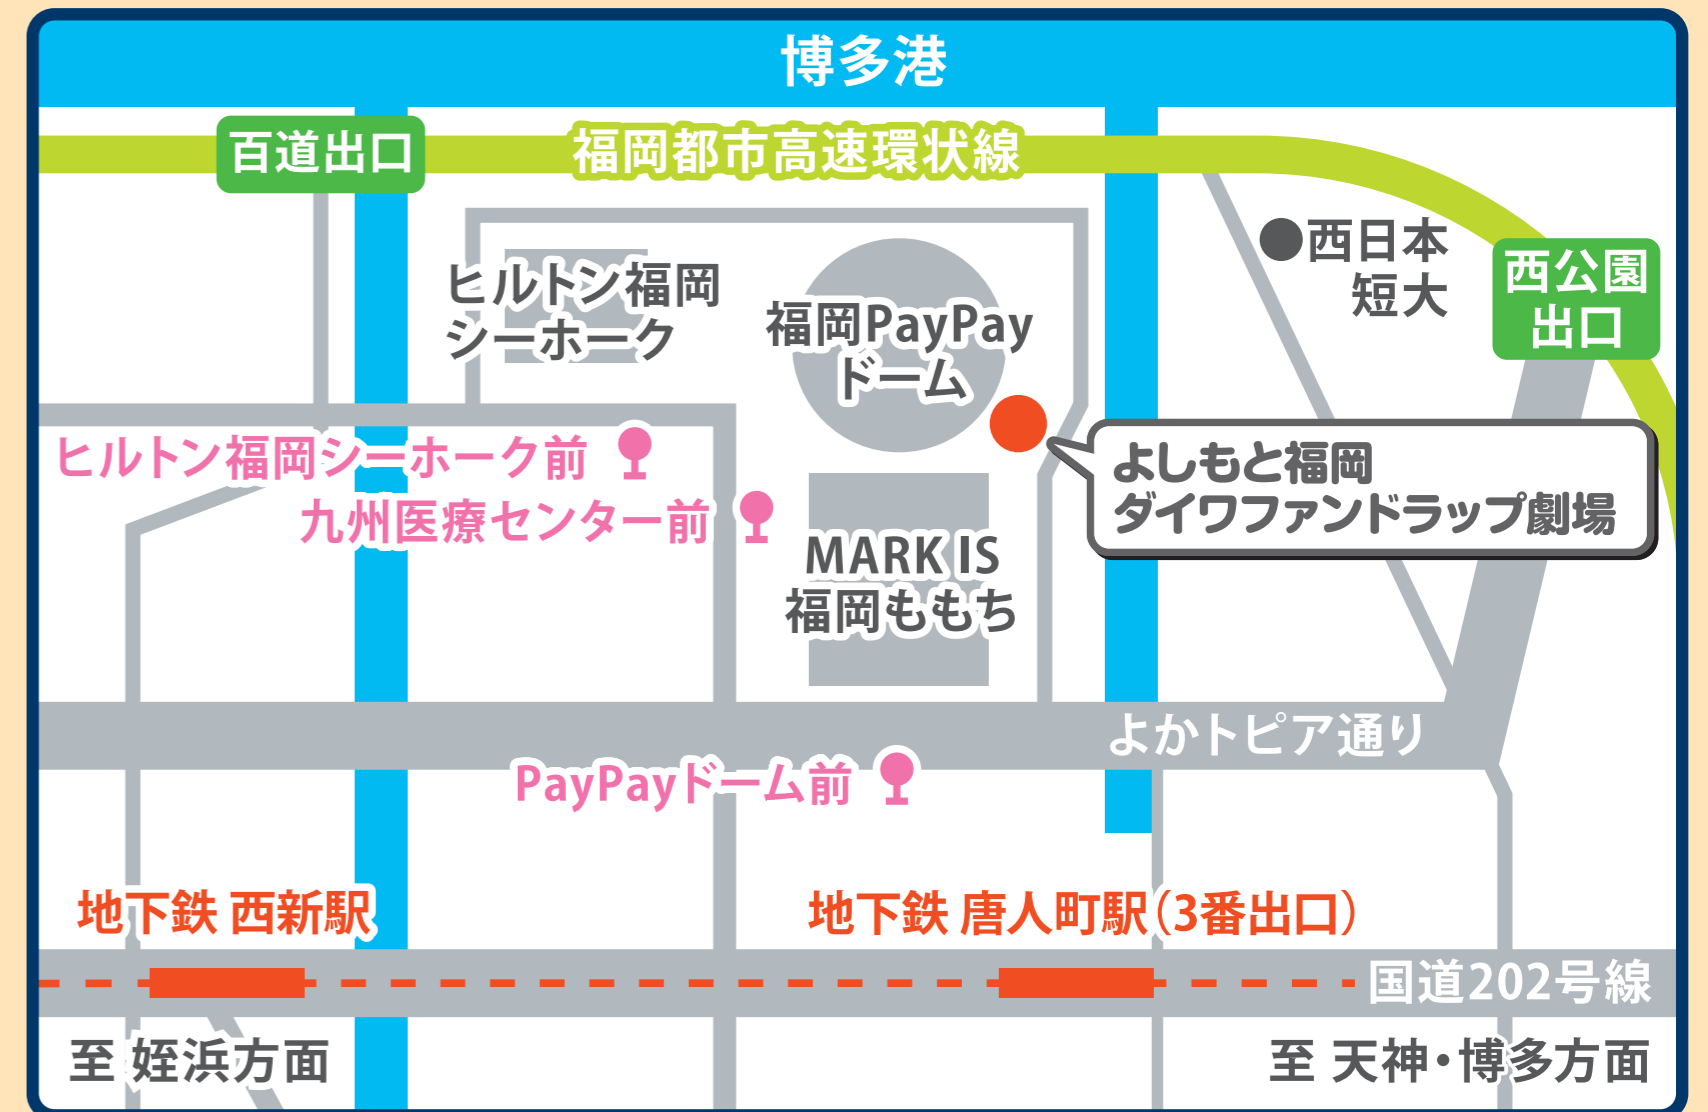 博多港
百道出口
福岡都市高速環状線
西日本
短大
西公園
出口
ヒルトン福岡
シーホーク
福岡PayPay
ドーム
ヒルトン福岡シーホーク前
九州医療センター前
よしもと福岡
ダイワファンドラップ劇場
MARK IS
福岡ももち
よかトピア通り
PayPayドーム前
地下鉄 西新駅
地下鉄 唐人町駅（3番出口）
国道202号線
至 姪浜方面
至 天神・博多方面